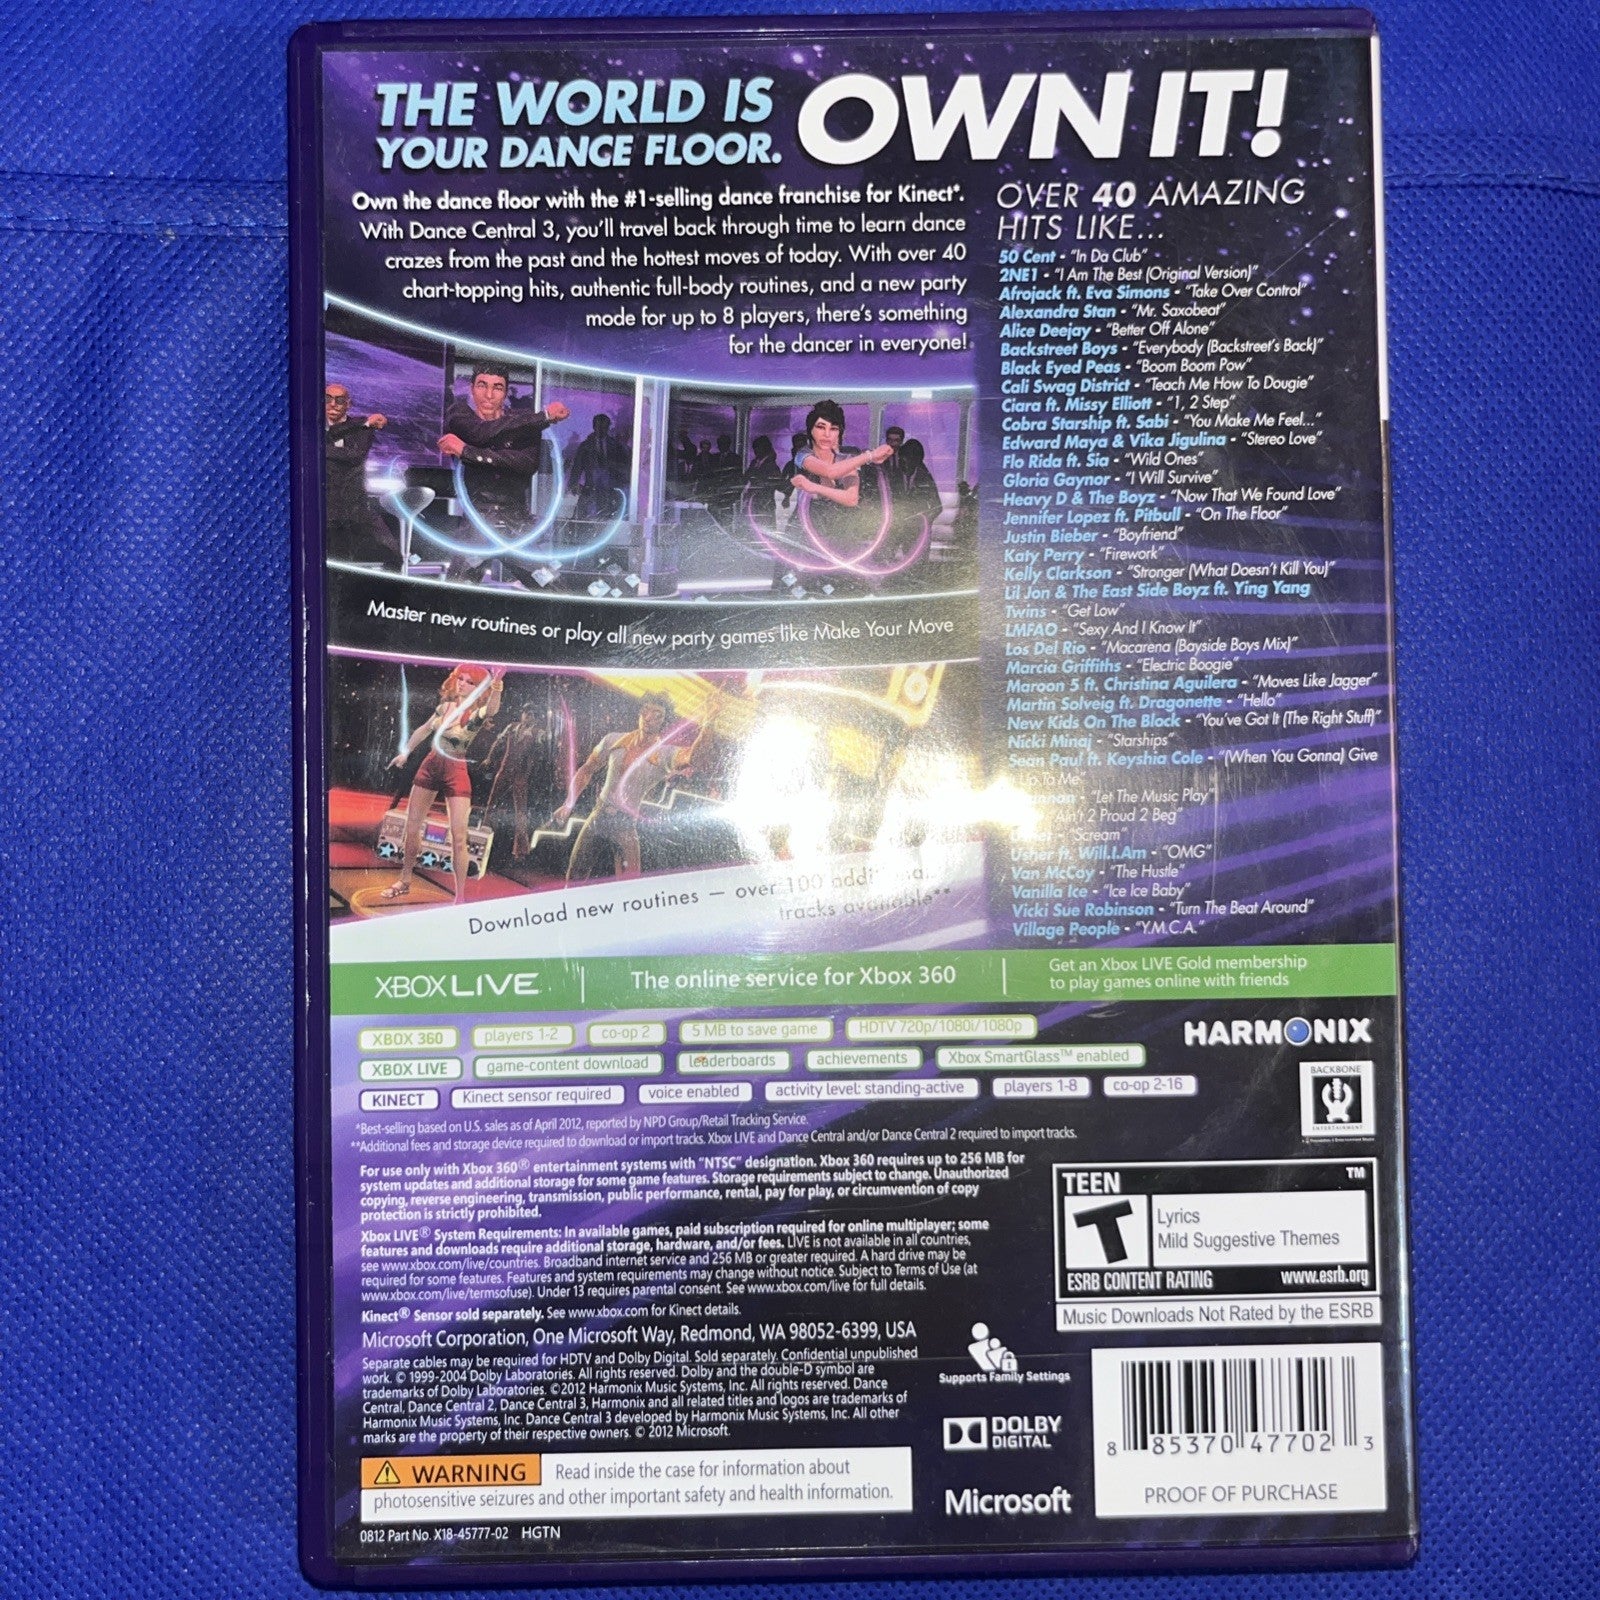 THE WORLD IS
YOUR DANCE FLOOR.
OWN IT!
Own the dance floor with the #1-selling dance franchise for Kinect*.
With Dance Central 3, you'll travel back through time to learn dance
crazes from the past and the hottest moves of today. With over 40
chart-topping hits, authentic full-body routines, and a new party
mode for up to 8 players, there's something
for the dancer in everyone!
OVER 40 AMAZING
HITS LIKE...
50 Cent - "In Da Club"
2NE1 - "I Am The Best (Original Version)"
Afrojack ft. Eva Simons - "Take Over Control"
Alexandra Stan - "Mr. Saxobeat"
Alice Deejay - "Better Off Alone"
Backstreet Boys - "Everybody (Backstreet's Back)"
Black Eyed Peas - "Boom Boom Pow"
Cali Swag District - "Teach Me How To Dougie"
Ciara ft. Missy Elliott - "1, 2 Step"
Cobra Starship ft. Sabi - "You Make Me Feel..."
Edward Maya & Vika Jigulina - "Stereo Love"
Flo Rida ft. Sia - "Wild Ones"
Gloria Gaynor - "I Will Survive"
Heavy D & The Boyz - "Now That We Found Love"
Jennifer Lopez ft. Pitbull - "On The Floor"
Justin Bieber - "Boyfriend"
Katy Perry - "Firework"
Kelly Clarkson - "Stronger (What Doesn't Kill You)"
Lil Jon & The East Side Boyz ft. Ying Yang
Twins - "Get Low"
LMFAO - "Sexy And I Know It"
Los Del Rio - "Macarena (Bayside Boys Mix)"
Marcia Griffiths - "Electric Boogie"
Maroon 5 ft. Christina Aguilera - "Moves Like Jagger"
Martin Solveig ft. Dragonette - "Hello"
New Kids On The Block - "You've Got It (The Right Stuff)"
Nicki Minaj - "Starships"
Sean Paul ft. Keyshia Cole - "(When You Gonna) Give
Up To Me"
- "Let The Music Play"
"Ain't 2 Proud 2 Beg"
- "Scream"
Usher ft. Will.I.Am - "OMG"
Van McCoy - "The Hustle"
Vanilla Ice - "Ice Ice Baby"
Vicki Sue Robinson - "Turn The Beat Around"
Village People - "Y.M.C.A."
Master new routines or play all new party games like Make Your Move
Download new routines — over 100
tracks available**
XBOX LIVE
The online service for Xbox 360
Get an Xbox LIVE Gold membership
to play games online with friends
XBOX 360 players 1-2 co-op 2 5 MB to save game HDTV 720p/1080i/1080p
XBOX LIVE game-content download leaderboards achievements Xbox SmartGlass™ enabled
KINECT Kinect sensor required voice enabled activity level: standing-active players 1-8 co-op 2-16
HARMONIX
BACKBONE
ENTERTAINMENT
*Best-selling based on U.S. sales as of April 2012, reported by NPD Group/Retail Tracking Service.
**Additional fees and storage device required to download or import tracks. Xbox LIVE and Dance Central and/or Dance Central 2 required to import tracks.
For use only with Xbox 360® entertainment systems with "NTSC" designation. Xbox 360 requires up to 256 MB for
system updates and additional storage for some game features. Storage requirements subject to change. Unauthorized
copying, reverse engineering, transmission, public performance, rental, pay for play, or circumvention of copy
protection is strictly prohibited.
Xbox LIVE® System Requirements: In available games, paid subscription required for online multiplayer; some
features and downloads require additional storage, hardware, and/or fees. LIVE is not available in all countries,
see www.xbox.com/live/countries. Broadband internet service and 256 MB or greater required. A hard drive may be
required for some features. Features and system requirements may change without notice. Subject to Terms of Use (at
www.xbox.com/live/termsofuse). Under 13 requires parental consent. See www.xbox.com/live for full details.
Kinect® Sensor sold separately. See www.xbox.com for Kinect details.
Microsoft Corporation, One Microsoft Way, Redmond, WA 98052-6399, USA
Separate cables may be required for HDTV and Dolby Digital. Sold separately. Confidential unpublished
work. © 1999-2004 Dolby Laboratories. All rights reserved. Dolby and the double-D symbol are
trademarks of Dolby Laboratories. ©2012 Harmonix Music Systems, Inc. All rights reserved. Dance
Central, Dance Central 2, Dance Central 3, Harmonix and all related titles and logos are trademarks of
Harmonix Music Systems, Inc. Dance Central 3 developed by Harmonix Music Systems, Inc. All other
marks are the property of their respective owners. © 2012 Microsoft.
WARNING Read inside the case for information about
photosensitive seizures and other important safety and health information.
0812 Part No. X18-45777-02 HGTN
TEEN ™
T
Lyrics
Mild Suggestive Themes
ESRB CONTENT RATING www.esrb.org
Music Downloads Not Rated by the ESRB
Supports Family Settings
DOLBY
DIGITAL
Microsoft
8 85370 47702 3
PROOF OF PURCHASE